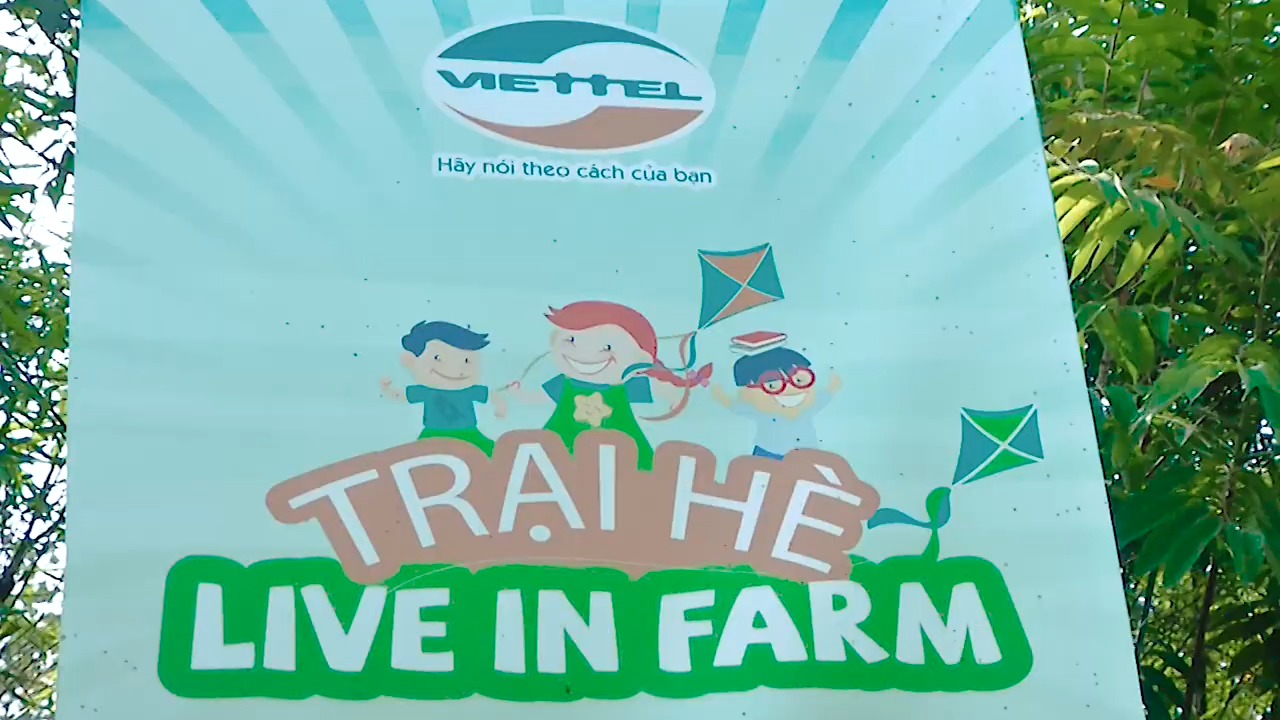 VIETTEL
Hãy nói theo cách của bạn
TRẠI HÈ
LIVE IN FARM